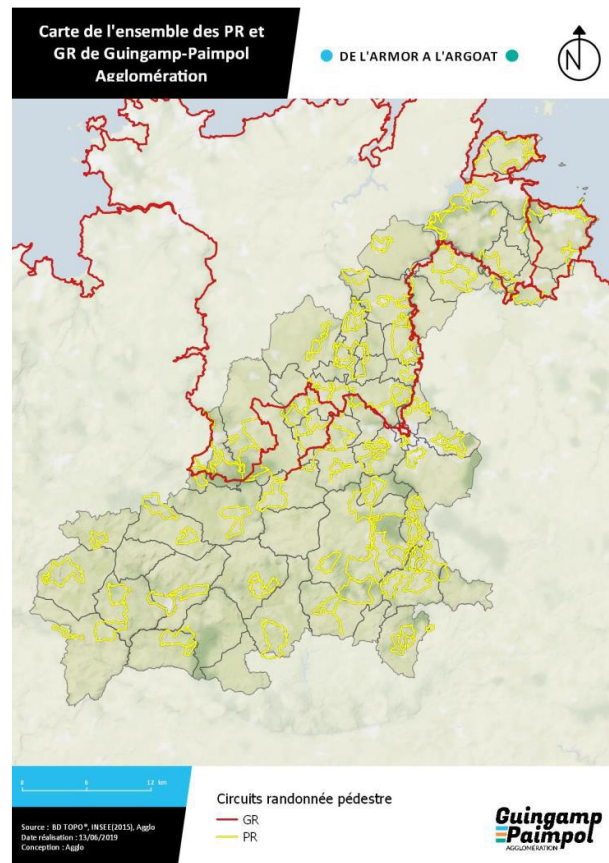 Carte de l'ensemble des PR et
GR de Guingamp-Paimpol
Agglomération
DE L'ARMOR A L'ARGOAT
N
0 6 12 km
Source : BD TOPO®, INSEE(2015), Agglo
Date réalisation : 13/06/2019
Conception : Agglo
Circuits randonnée pédestre
GR
PR
Guingamp
Paimpol
AGGLOMÉRATION